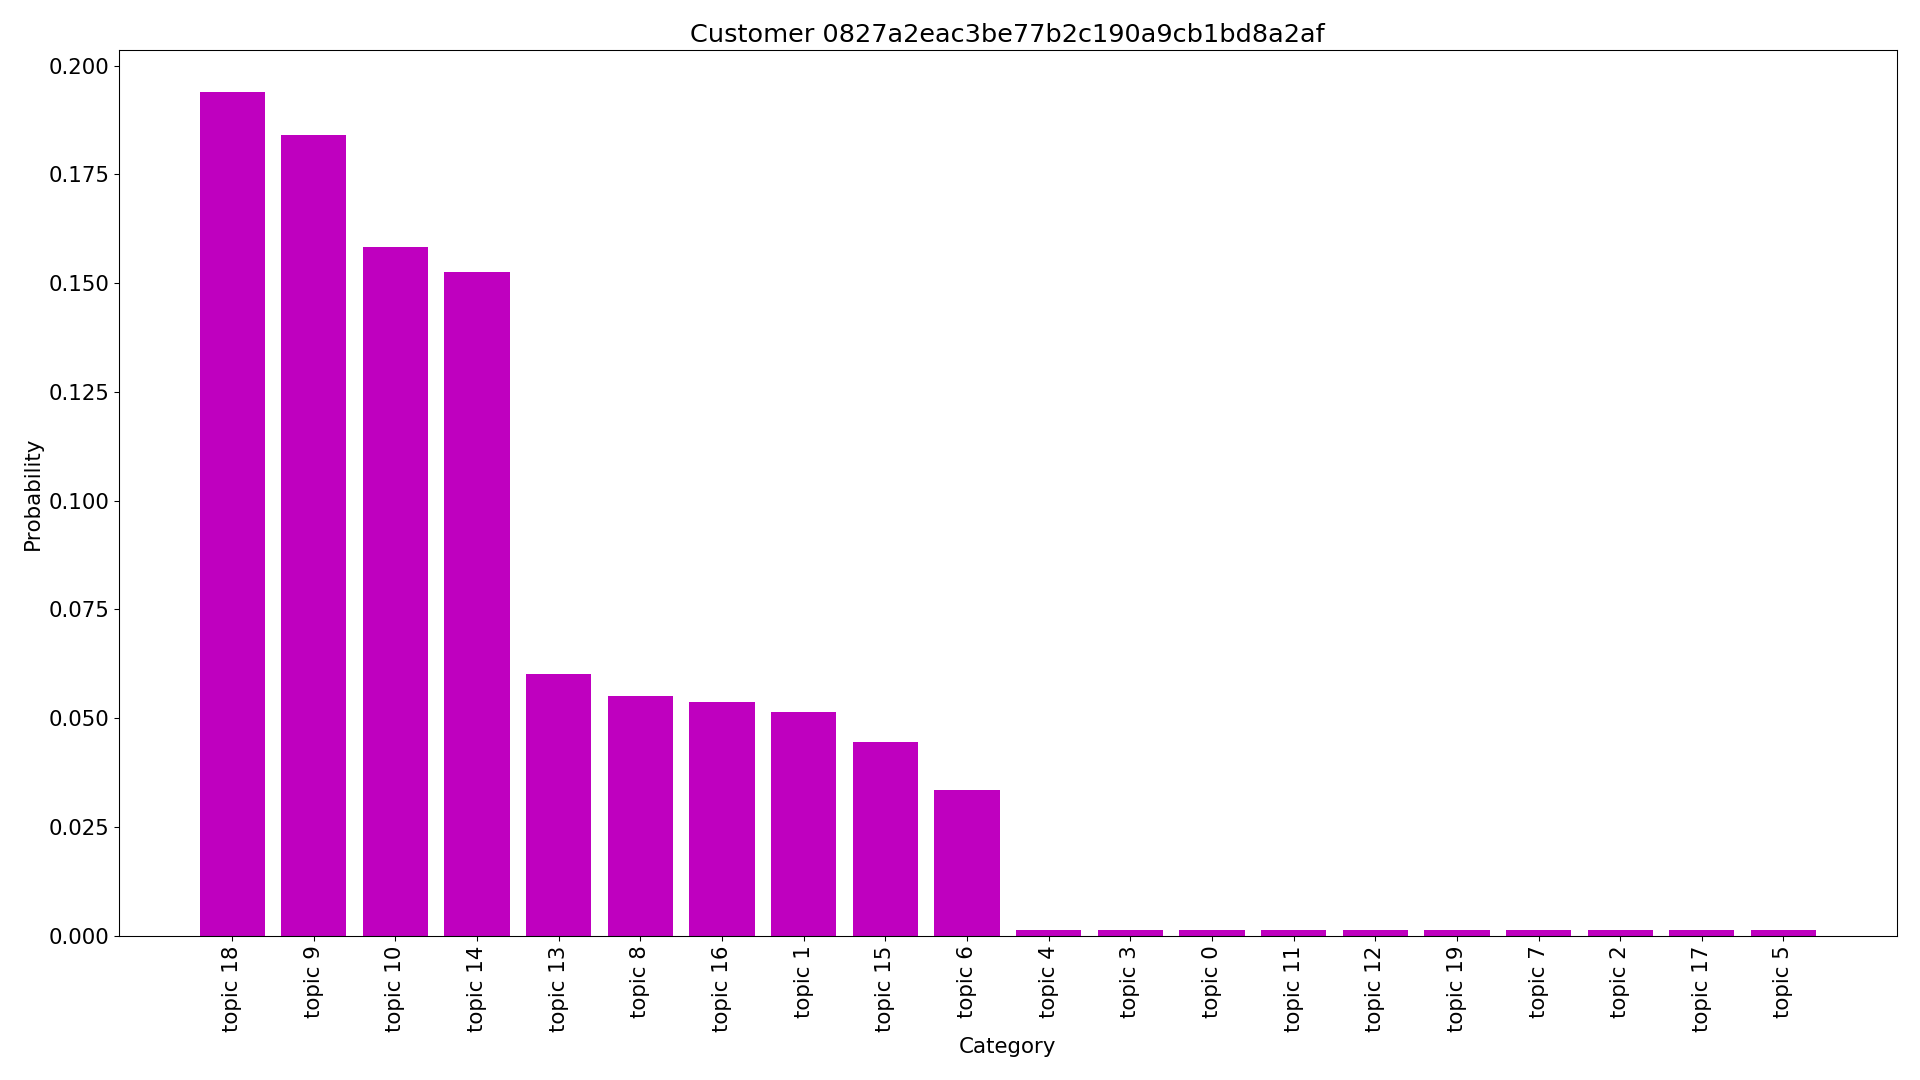 Customer 0827a2eac3be77b2c190a9cb1bd8a2af
0.200
0.175
0.150
0.125
0.100
0.075
0.050
0.025
0.000
Probability
topic 18
topic 9
topic 10
topic 14
topic 13
topic 8
topic 16
topic 1
topic 15
topic 6
topic 4
topic 3
topic 0
topic 11
topic 12
topic 19
topic 7
topic 2
topic 17
topic 5
Category